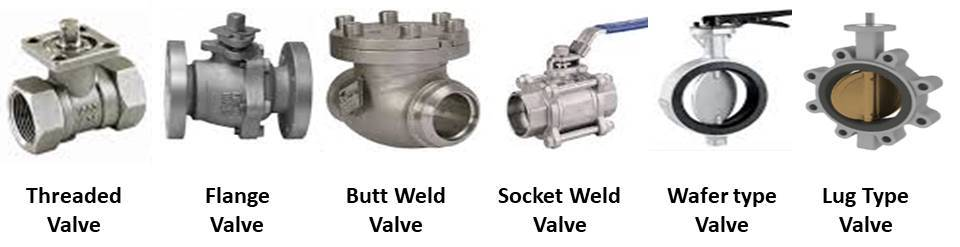 Threaded Valve
Flange Valve
Butt Weld Valve
Socket Weld Valve
Wafer type Valve
Lug Type Valve